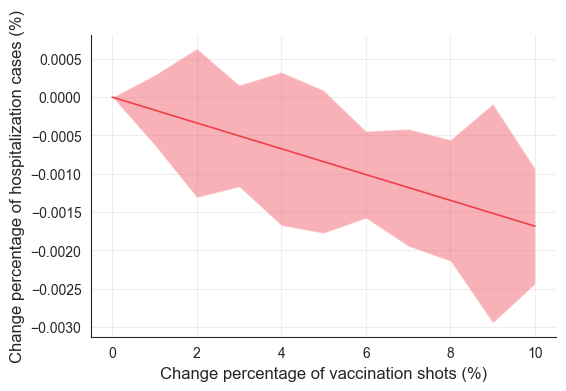 Change percentage of hospitalization cases (%)
0.0005
0.0000
−0.0005
−0.0010
−0.0015
−0.0020
−0.0025
−0.0030
0 2 4 6 8 10
Change percentage of vaccination shots (%)